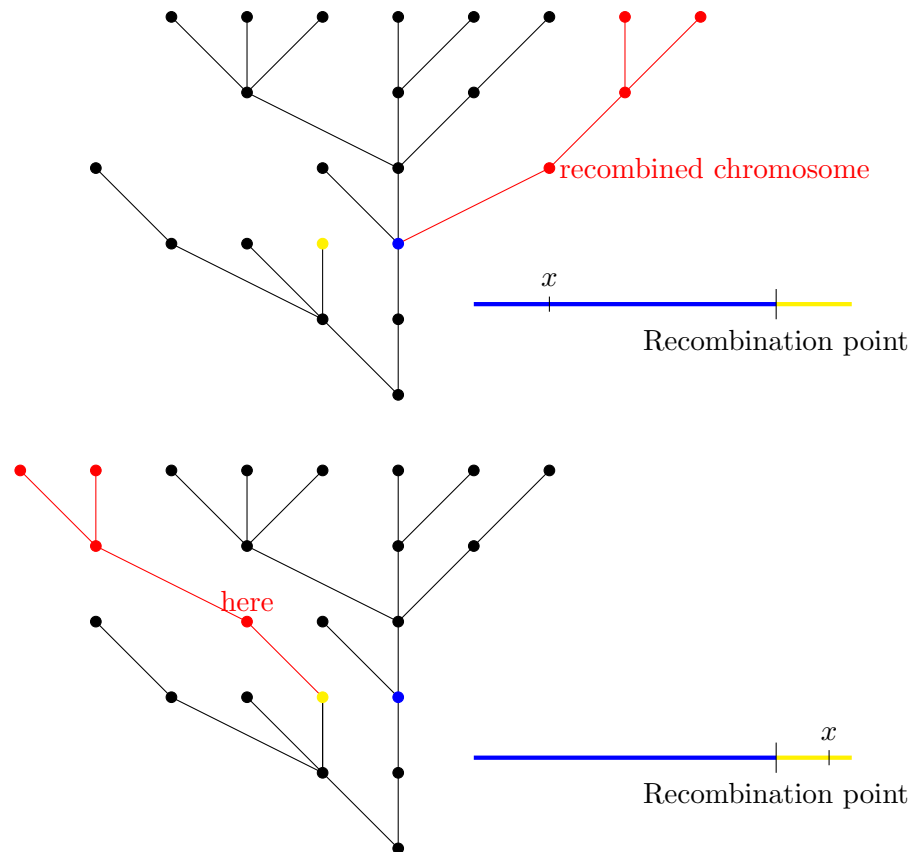 recombined chromosome
x
Recombination point
here
x
Recombination point